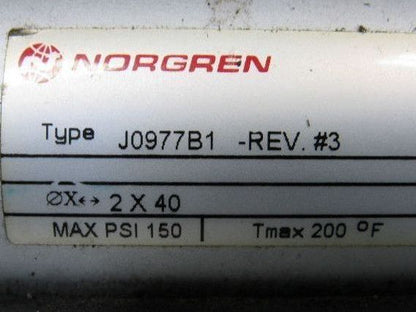 NORGREN
Type J0977B1 -REV. #3
∅X↔ 2 X 40
MAX PSI 150 Tmax 200 °F